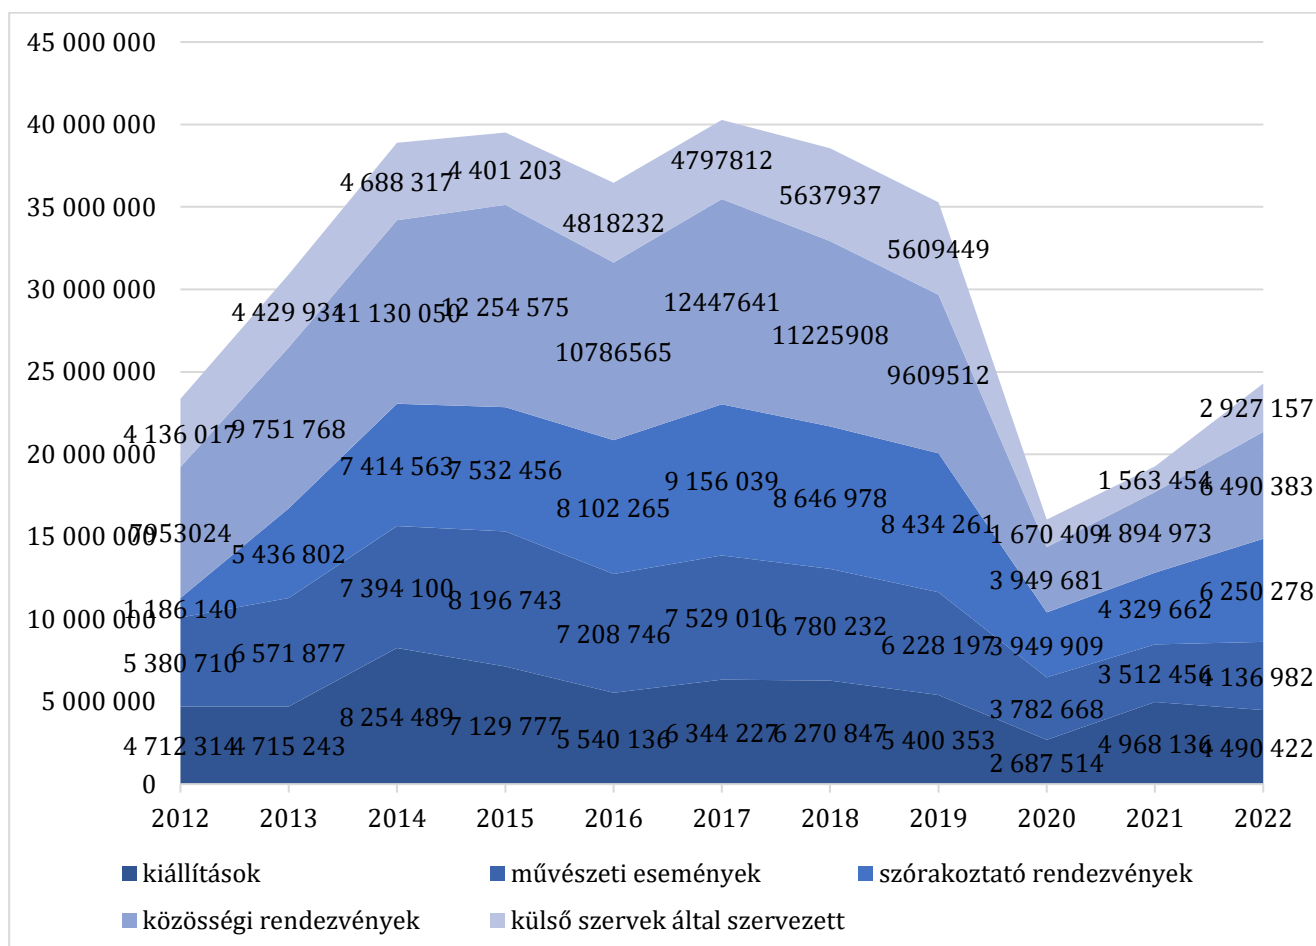 45 000 000
40 000 000
35 000 000
30 000 000
25 000 000
20 000 000
15 000 000
10 000 000
5 000 000
0
4 136 017
4 429 934
4 688 317
4 401 203
4818232
4797812
5637937
5609449
1 670 409
1 563 454
2 927 157
7953024
9 751 768
11 130 050
12 254 575
10786565
12447641
11225908
9609512
3 949 681
4 894 973
6 490 383
1 186 140
5 436 802
7 414 563
7 532 456
8 102 265
9 156 039
8 646 978
8 434 261
3 949 909
4 329 662
6 250 278
5 380 710
6 571 877
7 394 100
8 196 743
7 208 746
7 529 010
6 780 232
6 228 197
3 782 668
3 512 456
4 136 982
4 712 314
4 715 243
8 254 489
7 129 777
5 540 136
6 344 227
6 270 847
5 400 353
2 687 514
4 968 136
4 490 422
2012 2013 2014 2015 2016 2017 2018 2019 2020 2021 2022
kiállítások művészeti események szórakoztató rendezvények
közösségi rendezvények külső szervek által szervezett